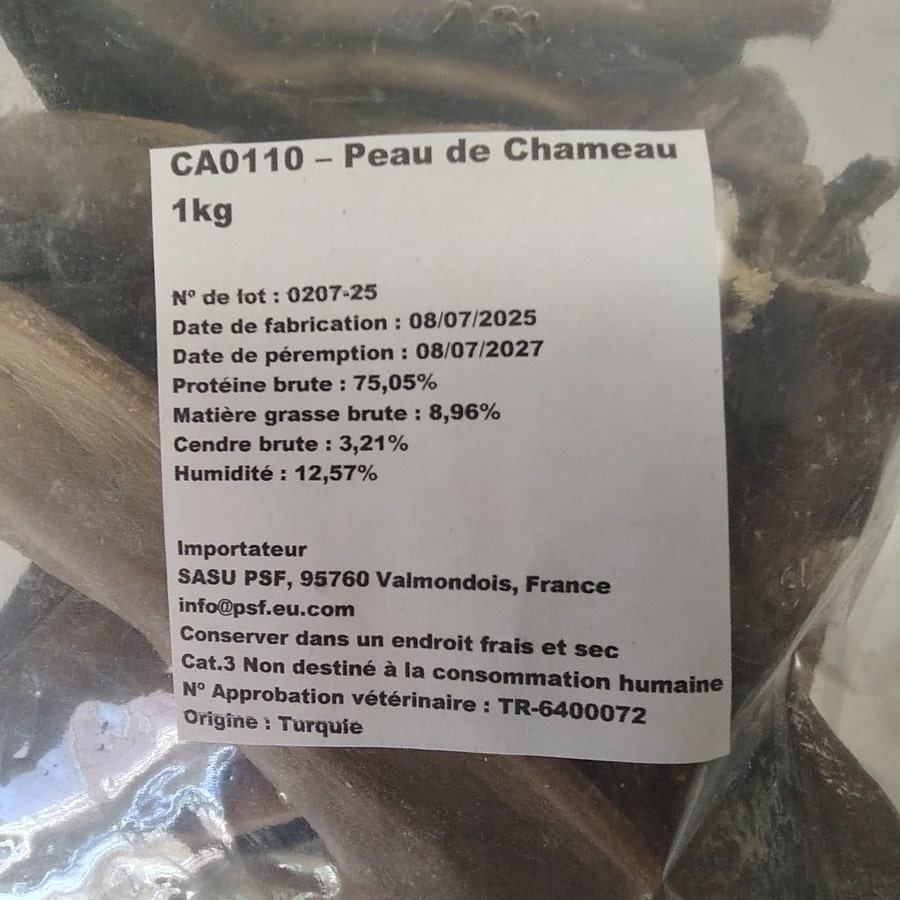 CA0110 – Peau de Chameau
1kg
N° de lot : 0207-25
Date de fabrication : 08/07/2025
Date de péremption : 08/07/2027
Protéine brute : 75,05%
Matière grasse brute : 8,96%
Cendre brute : 3,21%
Humidité : 12,57%
Importateur
SASU PSF, 95760 Valmondois, France
info@psf.eu.com
Conserver dans un endroit frais et sec
Cat.3 Non destiné à la consommation humaine
N° Approbation vétérinaire : TR-6400072
Origine : Turquie